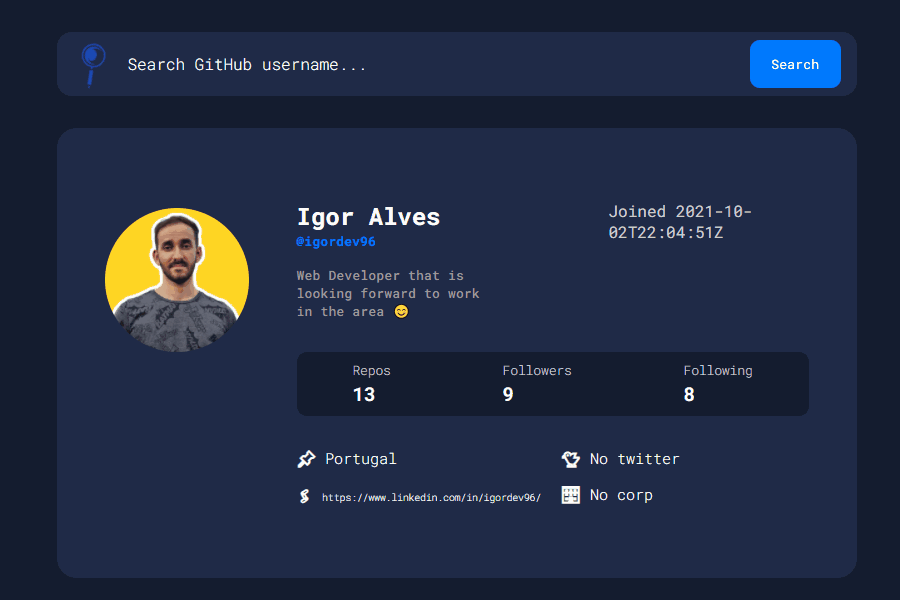 Search GitHub username...
Search
Igor Alves
Joined 2021-10-
02T22:04:51Z
@igordev96
Web Developer that is
looking forward to work
in the area 😊
Repos
Followers
Following
13
9
8
Portugal
No twitter
https://www.linkedin.com/in/igordev96/
No corp